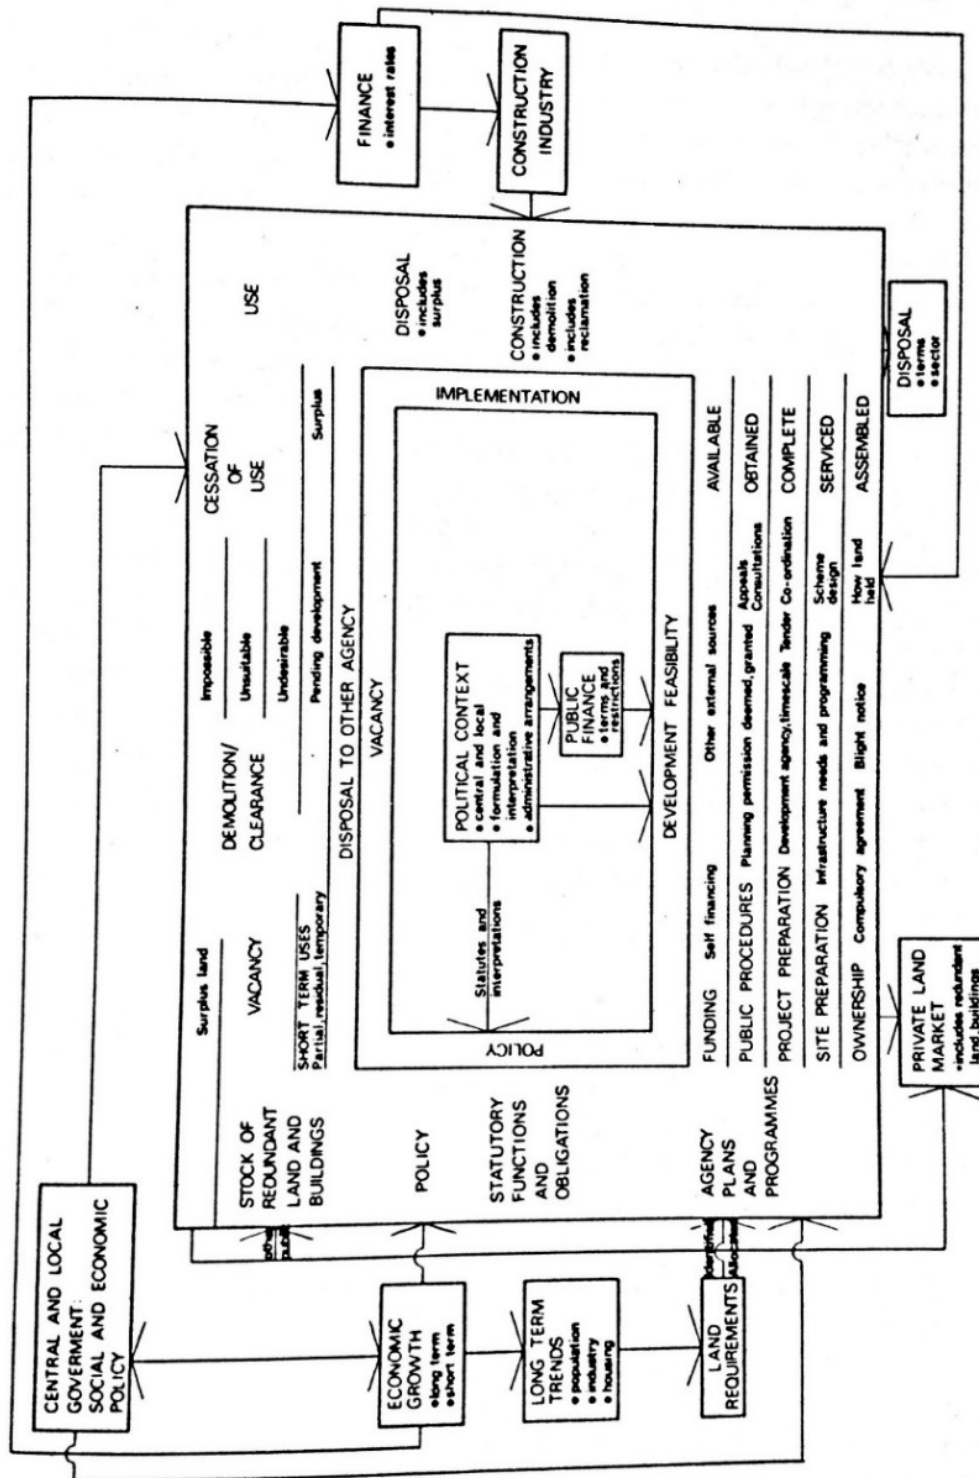 CENTRAL AND LOCAL
GOVERMENT:
SOCIAL AND ECONOMIC
POLICY
ECONOMIC
GROWTH
• long term
• short term
LONG TERM
TRENDS
• population
• industry
• housing
LAND
REQUIREMENTS
other
public
Identified
Allocated
Surplus land
STOCK OF
REDUNDANT
LAND AND
BUILDINGS
VACANCY
DEMOLITION/
CLEARANCE
Impossible
Unsuitable
Undesirable
CESSATION
OF
USE
USE
SHORT TERM USES
Partial, residual, temporary
Pending development
Surplus
DISPOSAL TO OTHER AGENCY
VACANCY
POLICY
STATUTORY
FUNCTIONS
AND
OBLIGATIONS
AGENCY
PLANS
AND
PROGRAMMES
POLICY
Statutes and
interpretations
POLITICAL CONTEXT
• central and local
• formulation and
interpretation
• administrative arrangements
PUBLIC
FINANCE
• terms and
restrictions
IMPLEMENTATION
DEVELOPMENT FEASIBILITY
DISPOSAL
• includes
surplus
CONSTRUCTION
• includes
demolition
• includes
reclamation
FUNDING Self financing Other external sources AVAILABLE
PUBLIC PROCEDURES Planning permission deemed, granted Appeals Consultations OBTAINED
PROJECT PREPARATION Development agency, timescale Tender Co-ordination COMPLETE
SITE PREPARATION Infrastructure needs and programming Scheme design SERVICED
OWNERSHIP Compulsory agreement Blight notice How land held ASSEMBLED
FINANCE
• interest rates
CONSTRUCTION
INDUSTRY
DISPOSAL
• terms
• sector
PRIVATE LAND
MARKET
• includes redundant
land, buildings